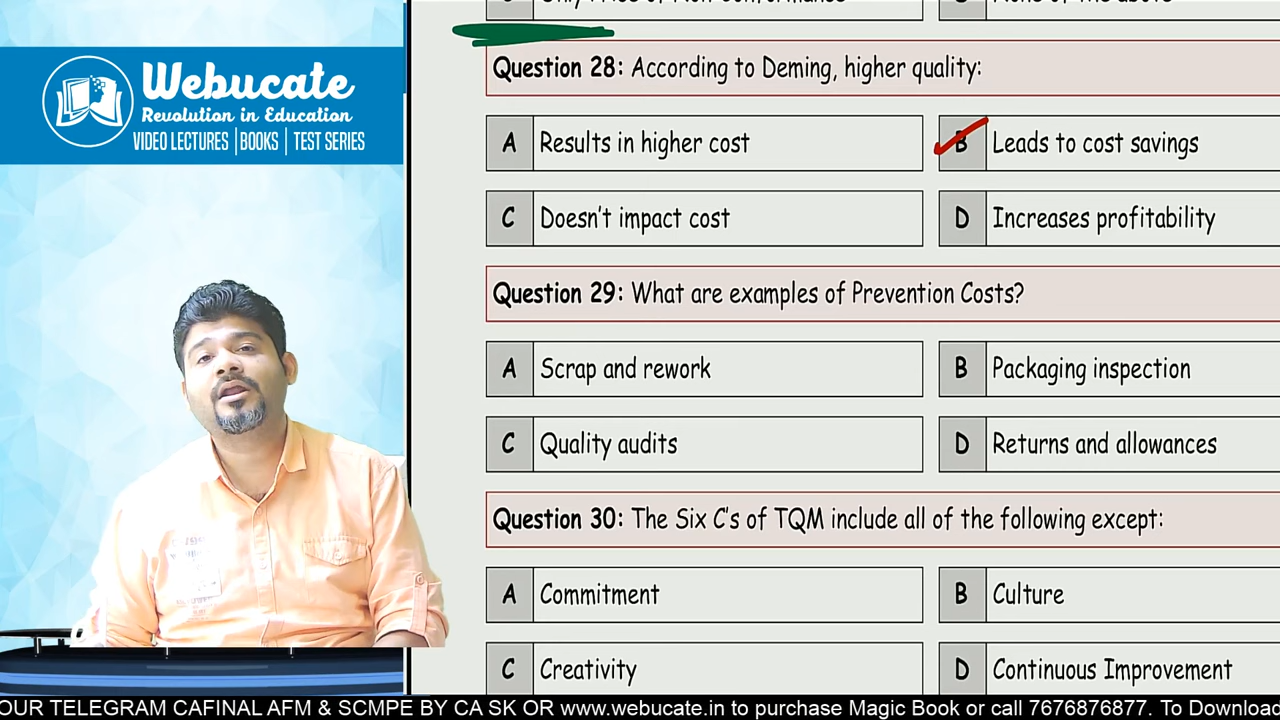 Webucate
Revolution in Education
VIDEO LECTURES | BOOKS | TEST SERIES
Question 28: According to Deming, higher quality:
A Results in higher cost
B Leads to cost savings
C Doesn't impact cost
D Increases profitability
Question 29: What are examples of Prevention Costs?
A Scrap and rework
B Packaging inspection
C Quality audits
D Returns and allowances
Question 30: The Six C's of TQM include all of the following except:
A Commitment
B Culture
C Creativity
D Continuous Improvement
OUR TELEGRAM CAFINAL AFM & SCMPE BY CA SK OR www.webucate.in to purchase Magic Book or call 7676876877. To Download